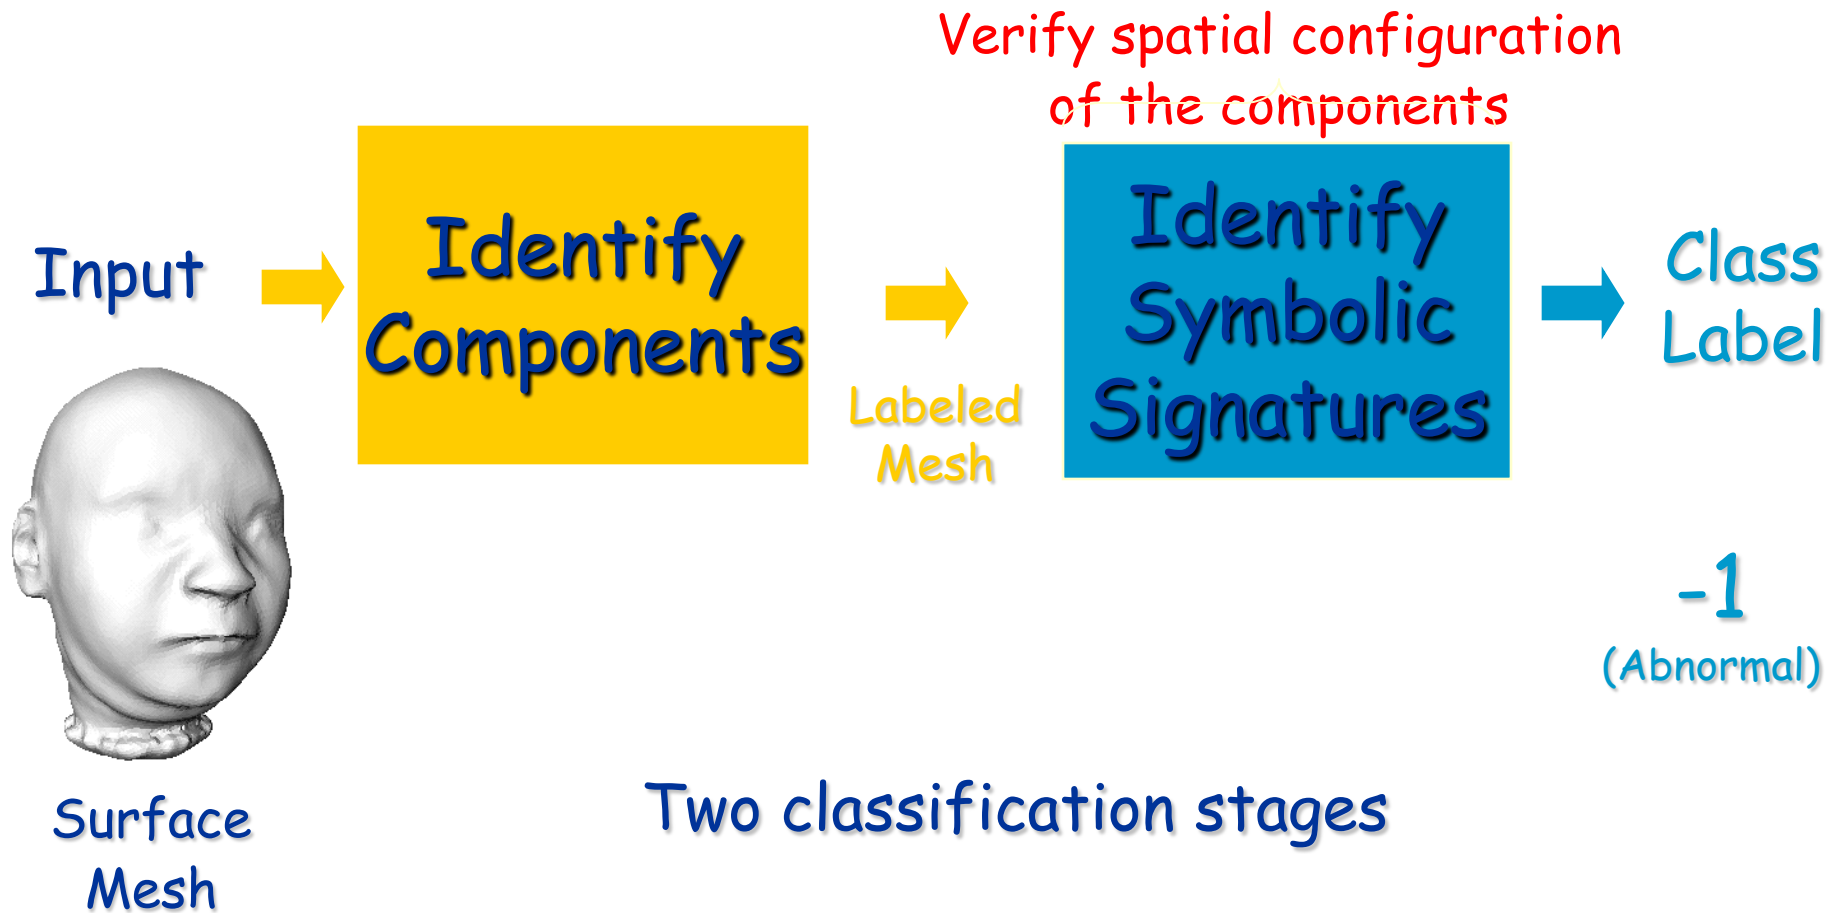 Verify spatial configuration
of the components
Input
Identify
Components
Labeled
Mesh
Identify
Symbolic
Signatures
Class
Label
-1
(Abnormal)
Surface
Mesh
Two classification stages